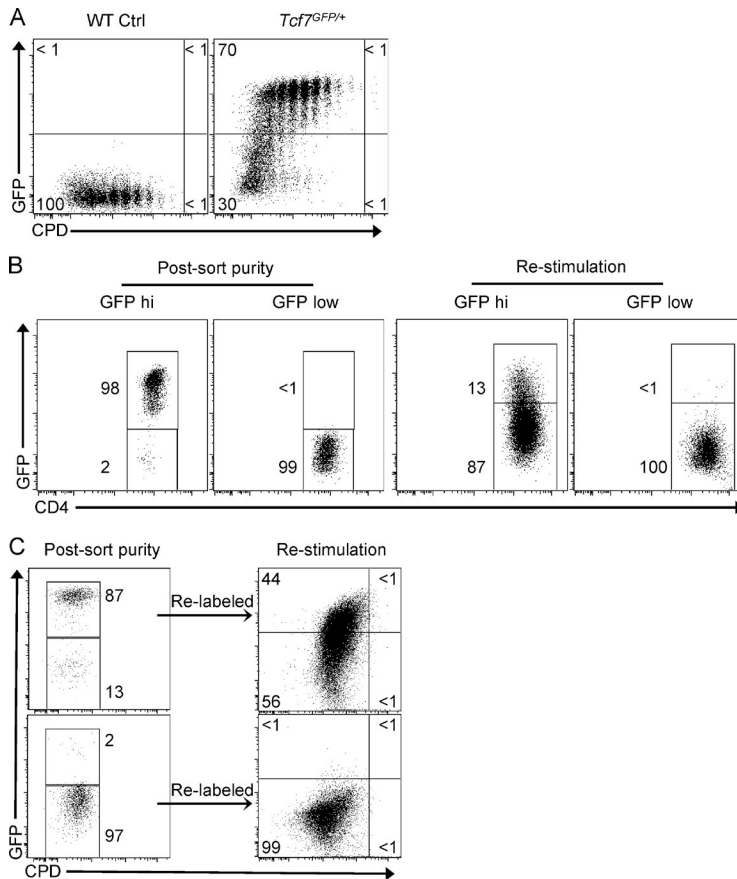 A
WT Ctrl
Tcf7GFP/+
< 1
< 1
70
< 1
100
< 1
30
< 1
GFP
CPD
B
Post-sort purity
Re-stimulation
GFP hi
GFP low
GFP hi
GFP low
98
<1
13
<1
2
99
87
100
GFP
CD4
C
Post-sort purity
Re-stimulation
87
Re-labeled
44
<1
13
56
<1
2
Re-labeled
<1
<1
97
99
<1
GFP
CPD